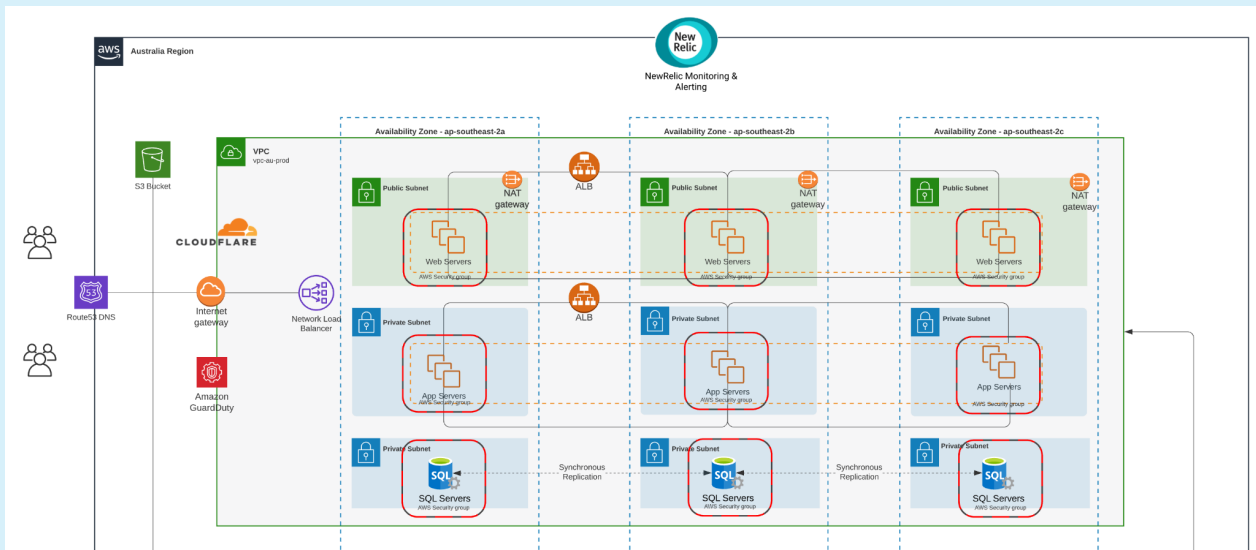 aws
Australia Region
New
Relic
NewRelic Monitoring &
Alerting
Availability Zone - ap-southeast-2a
Availability Zone - ap-southeast-2b
Availability Zone - ap-southeast-2c
VPC
vpc-au-prod
S3 Bucket
ALB
Public Subnet
NAT
gateway
Public Subnet
NAT
gateway
Public Subnet
NAT
gateway
CLOUDFLARE
Web Servers
AWS Security group
Web Servers
AWS Security group
Web Servers
AWS Security group
53
Route53 DNS
Internet
gateway
Network Load
Balancer
ALB
Private Subnet
Private Subnet
Private Subnet
Amazon
GuardDuty
App Servers
AWS Security group
App Servers
AWS Security group
App Servers
AWS Security group
Private Subnet
Private Subnet
Private Subnet
SQL
SQL Servers
AWS Security group
Synchronous
Replication
SQL
SQL Servers
AWS Security group
Synchronous
Replication
SQL
SQL Servers
AWS Security group